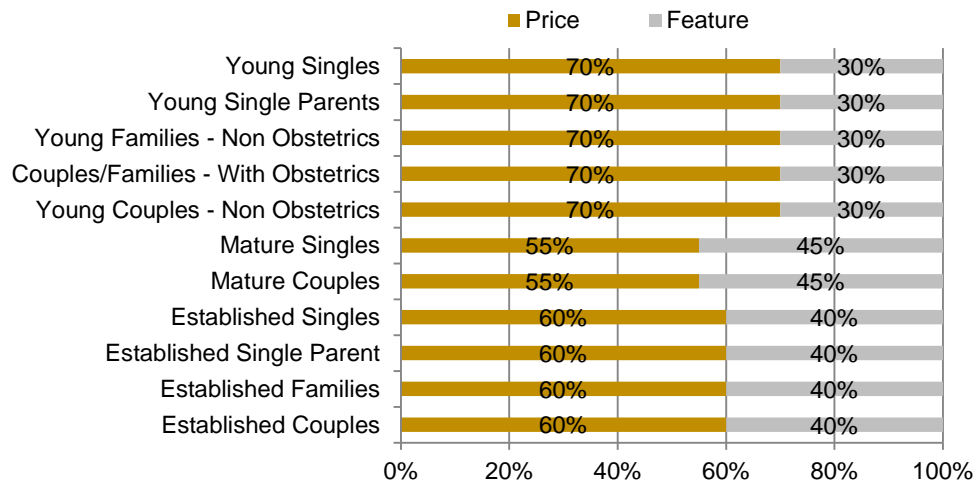 Price Feature
Young Singles 70% 30%
Young Single Parents 70% 30%
Young Families - Non Obstetrics 70% 30%
Couples/Families - With Obstetrics 70% 30%
Young Couples - Non Obstetrics 70% 30%
Mature Singles 55% 45%
Mature Couples 55% 45%
Established Singles 60% 40%
Established Single Parent 60% 40%
Established Families 60% 40%
Established Couples 60% 40%
0% 20% 40% 60% 80% 100%